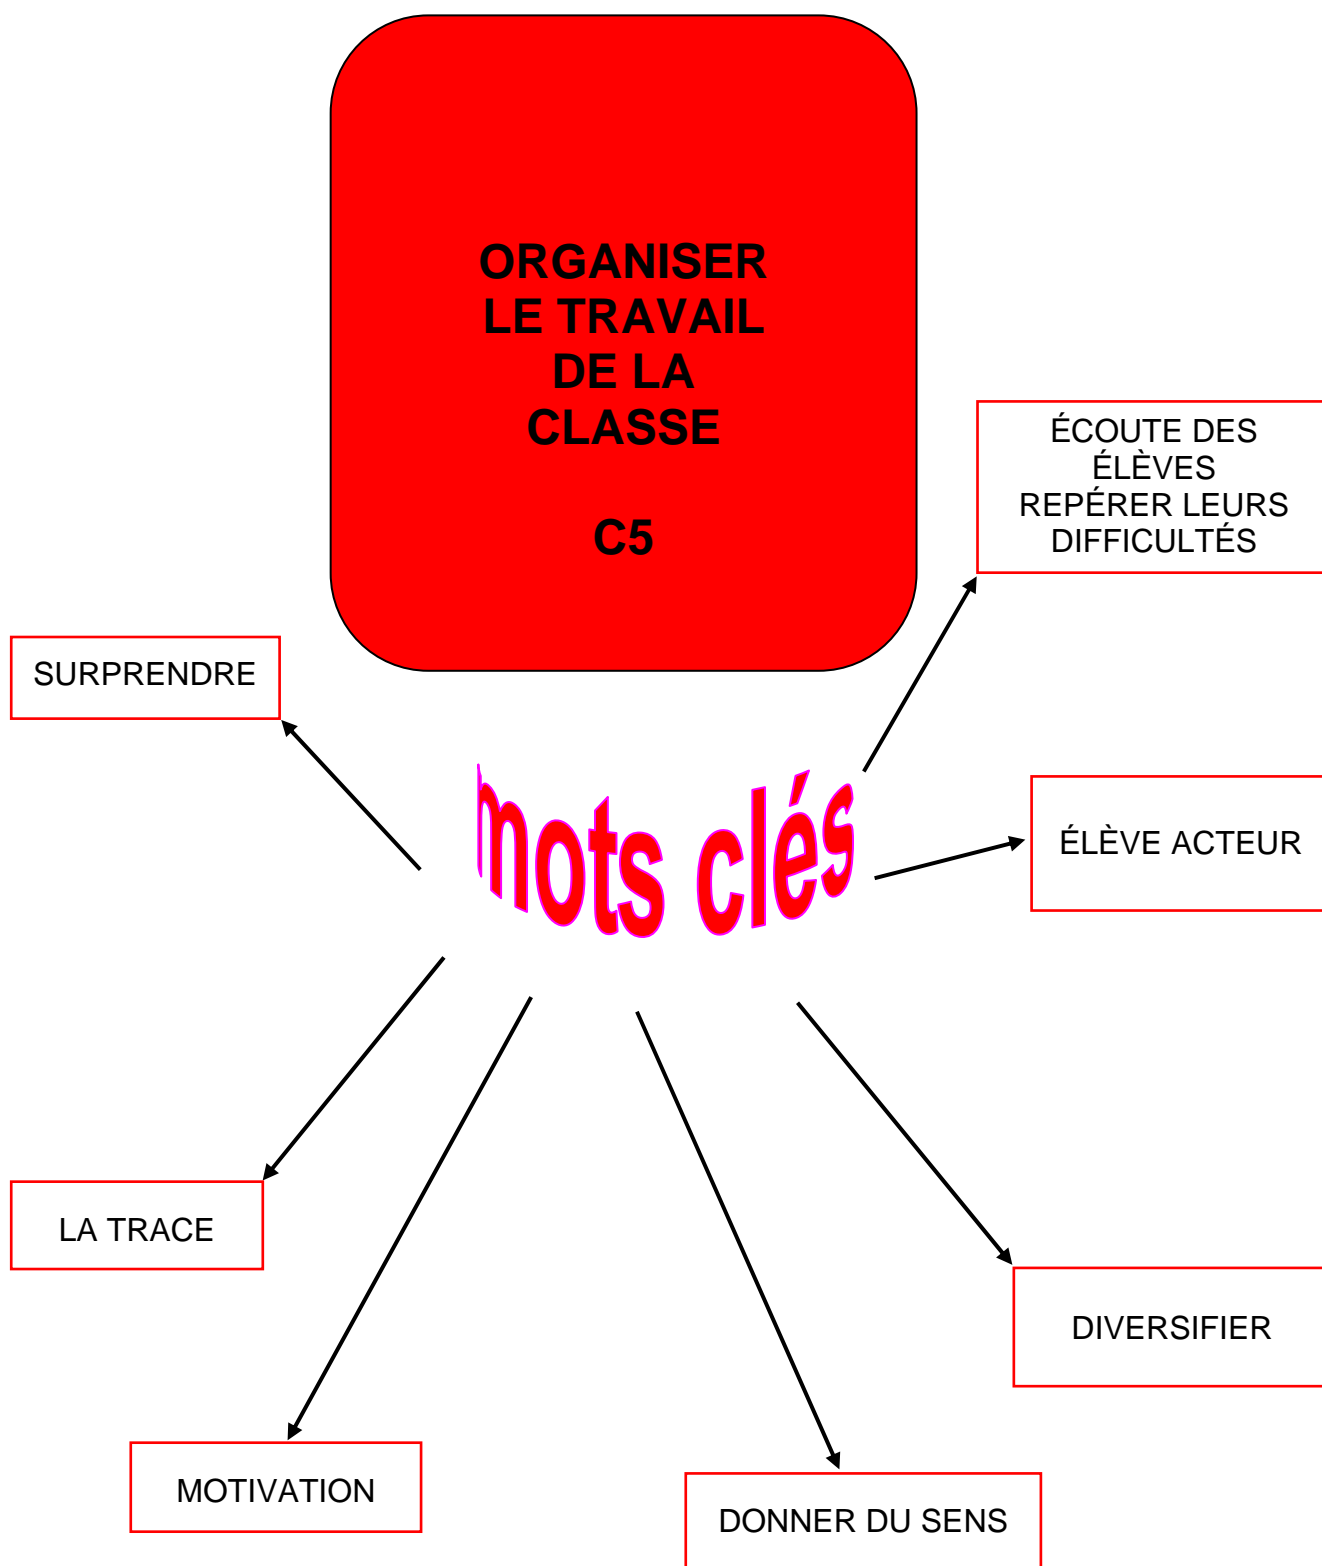 ORGANISER
LE TRAVAIL
DE LA
CLASSE
C5
ÉCOUTE DES
ÉLÈVES
REPÉRER LEURS
DIFFICULTÉS
SURPRENDRE
mots clés
ÉLÈVE ACTEUR
LA TRACE
DIVERSIFIER
MOTIVATION
DONNER DU SENS